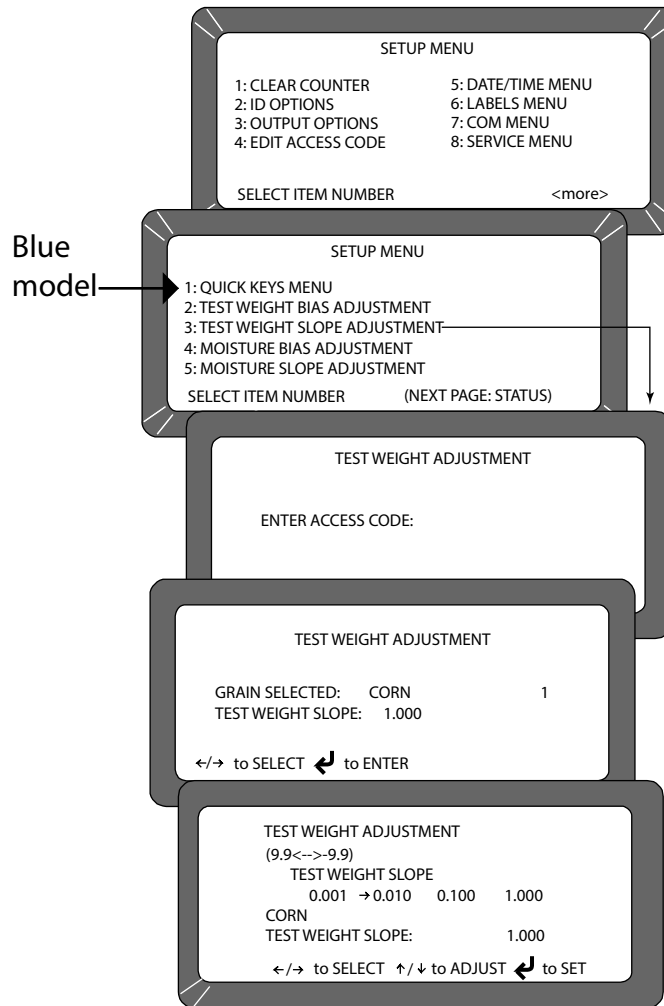 SETUP MENU
1: CLEAR COUNTER 5: DATE/TIME MENU
2: ID OPTIONS 6: LABELS MENU
3: OUTPUT OPTIONS 7: COM MENU
4: EDIT ACCESS CODE 8: SERVICE MENU
SELECT ITEM NUMBER <more>
Blue
model
SETUP MENU
1: QUICK KEYS MENU
2: TEST WEIGHT BIAS ADJUSTMENT
3: TEST WEIGHT SLOPE ADJUSTMENT
4: MOISTURE BIAS ADJUSTMENT
5: MOISTURE SLOPE ADJUSTMENT
SELECT ITEM NUMBER (NEXT PAGE: STATUS)
TEST WEIGHT ADJUSTMENT
ENTER ACCESS CODE:
TEST WEIGHT ADJUSTMENT
GRAIN SELECTED: CORN 1
TEST WEIGHT SLOPE: 1.000
←/→ to SELECT ↵ to ENTER
TEST WEIGHT ADJUSTMENT
(9.9<-->-9.9)
TEST WEIGHT SLOPE
0.001 →0.010 0.100 1.000
CORN
TEST WEIGHT SLOPE: 1.000
←/→ to SELECT ↑/↓ to ADJUST ↵ to SET